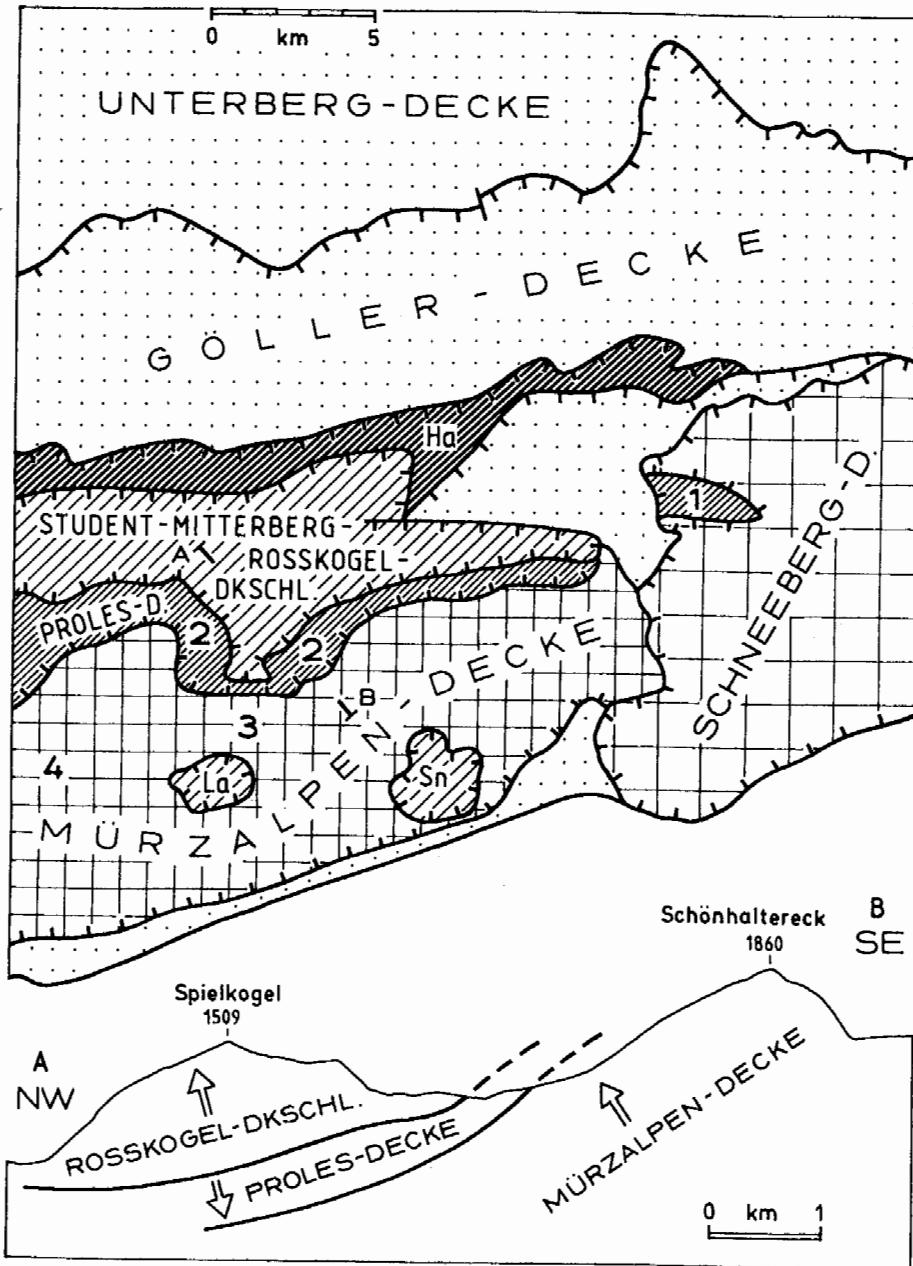 0 km 5
UNTERBERG-DECKE
GÖLLER-DECKE
Ha
1
STUDENT-MITTERBERG-
A
ROSSKOGEL-
DKSCHL.
PROLES-D.
2
2
SCHNEEBERG-D.
B
3
4
La
Sn
MÜRZALPEN-DECKE
Schönhaltereck
1860
B
SE
Spielkogel
1509
A
NW
ROSSKOGEL-DKSCHL.
PROLES-DECKE
MÜRZALPEN-DECKE
0 km 1